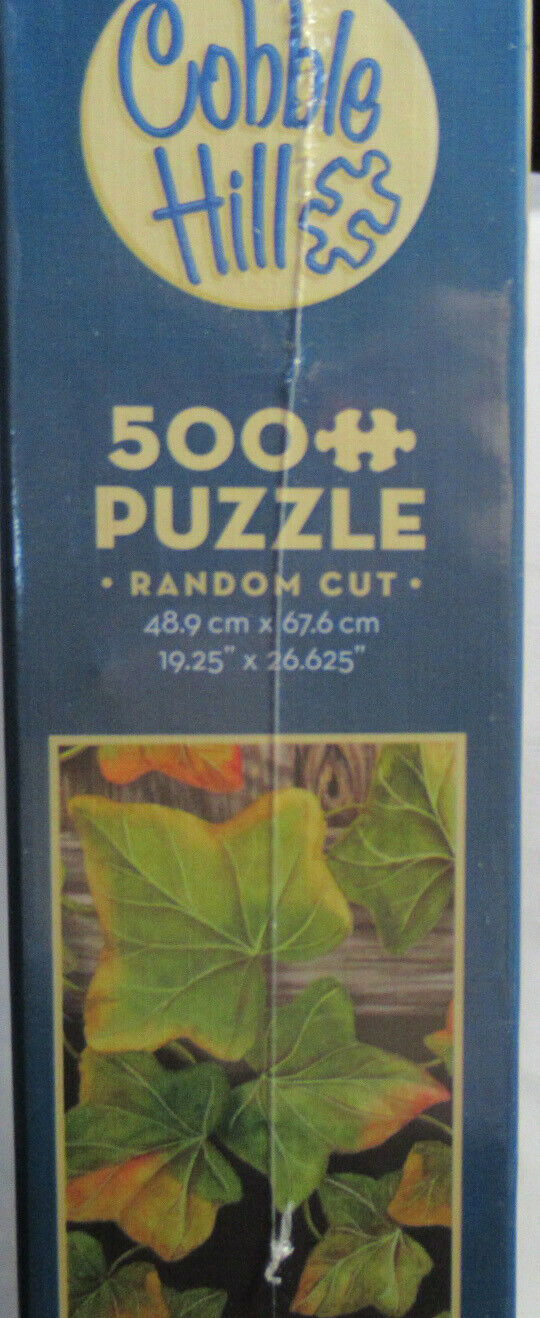 Cobble
Hill
500
PUZZLE
• RANDOM CUT •
48.9 cm x 67.6 cm
19.25” x 26.625”